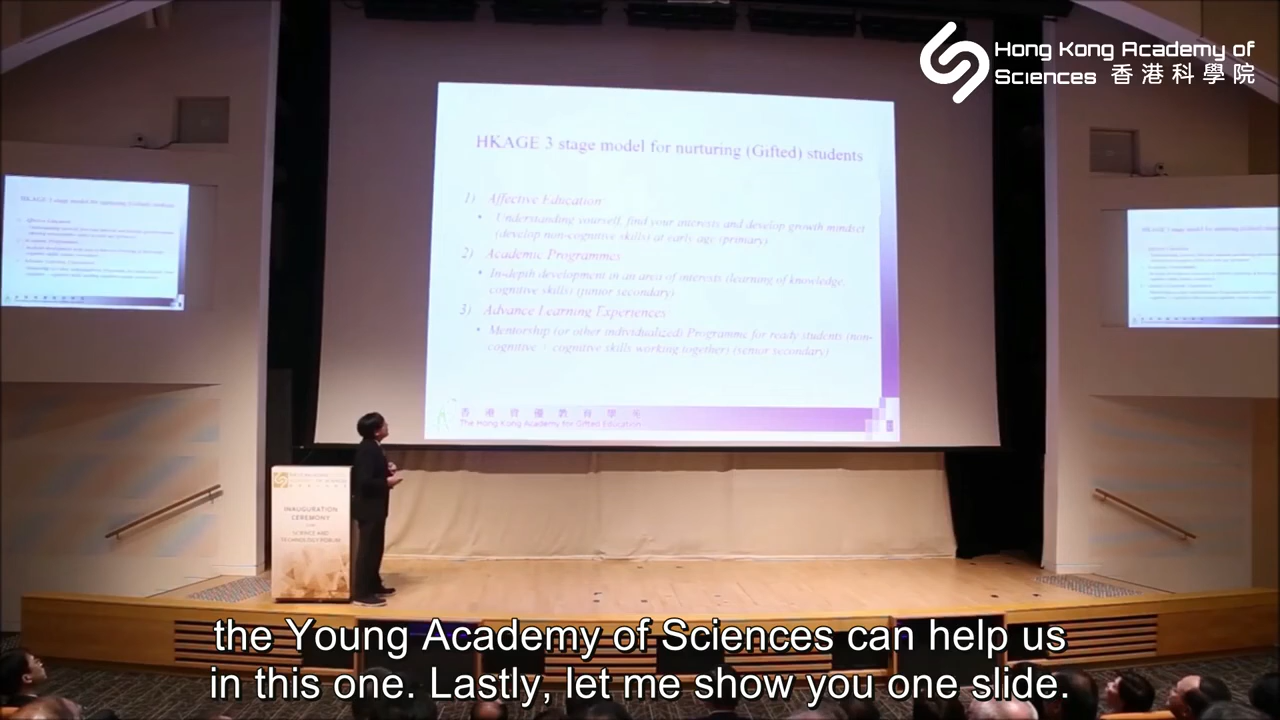 Hong Kong Academy of
Sciences 香港科學院
HKAGE 3 stage model for nurturing (Gifted) students
1) Affective Education
• Understanding yourself, find your interests and develop growth mindset
(develop non-cognitive skills) at early age (primary)
2) Academic Programmes
• In-depth development in an area of interests (learning of knowledge,
cognitive skills) (junior secondary)
3) Advance Learning Experiences
• Mentorship (or other individualized) Programme for ready students (non-
cognitive + cognitive skills working together) (senior secondary)
香港資優教育學苑
The Hong Kong Academy for Gifted Education
INAUGURATION
CEREMONY
SCIENCE AND
TECHNOLOGY FORUM
the Young Academy of Sciences can help us
in this one. Lastly, let me show you one slide.